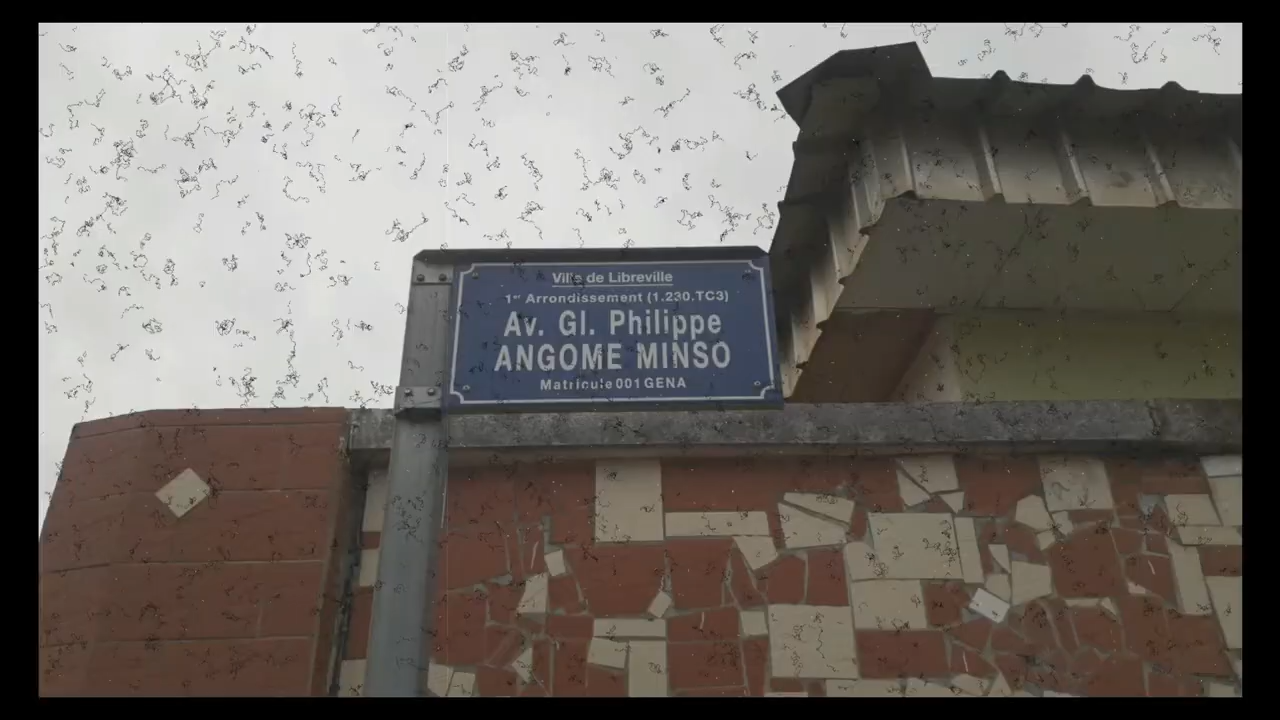 Ville de Libreville
1er Arrondissement (1.230.TC3)
Av. Gl. Philippe
ANGOME MINSO
Matricule 001 GENA